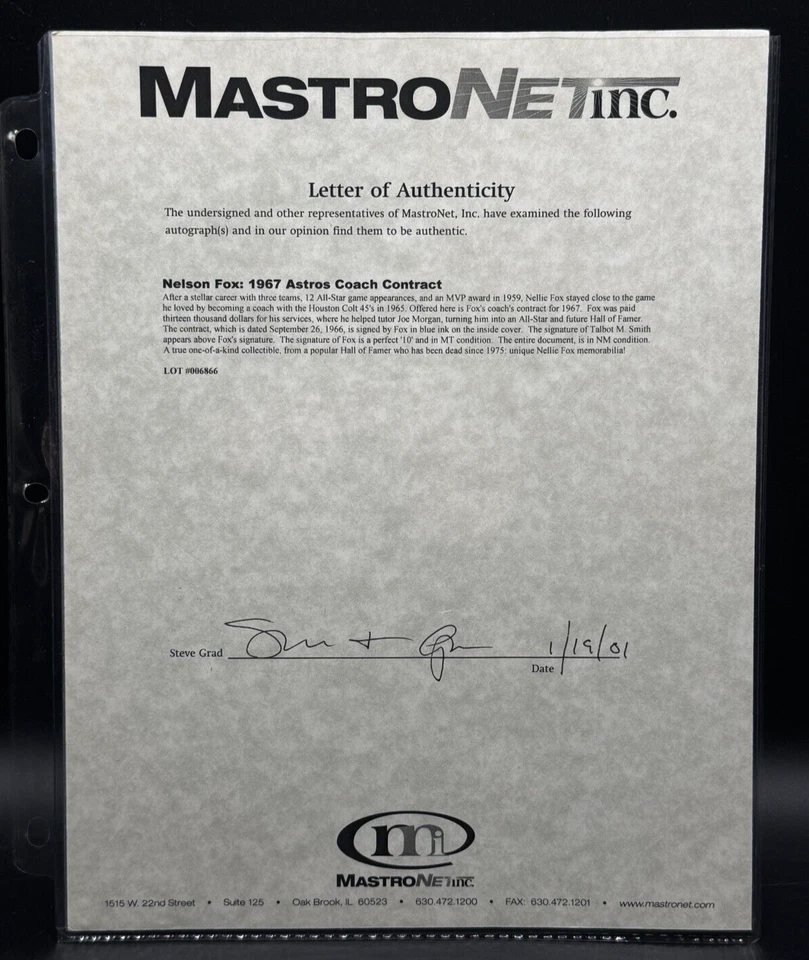 MASTRONETinc.
Letter of Authenticity
The undersigned and other representatives of MastroNet, Inc. have examined the following
autograph(s) and in our opinion find them to be authentic.
Nelson Fox: 1967 Astros Coach Contract
After a stellar career with three teams, 12 All-Star game appearances, and an MVP award in 1959, Nellie Fox stayed close to the game
he loved by becoming a coach with the Houston Colt 45's in 1965. Offered here is Fox's coach's contract for 1967. Fox was paid
thirteen thousand dollars for his services, where he helped tutor Joe Morgan, turning him into an All-Star and future Hall of Famer.
The contract, which is dated September 26, 1966, is signed by Fox in blue ink on the inside cover. The signature of Talbot M. Smith
appears above Fox's signature. The signature of Fox is a perfect '10' and in MT condition. The entire document, is in NM condition.
A true one-of-a-kind collectible, from a popular Hall of Famer who has been dead since 1975; unique Nellie Fox memorabilia!
LOT #006866
Steve Grad 1/19/01
Date
mi
MASTRONETinc.
1515 W. 22nd Street • Suite 125 • Oak Brook, IL 60523 • 630.472.1200 • FAX: 630.472.1201 • www.mastronet.com